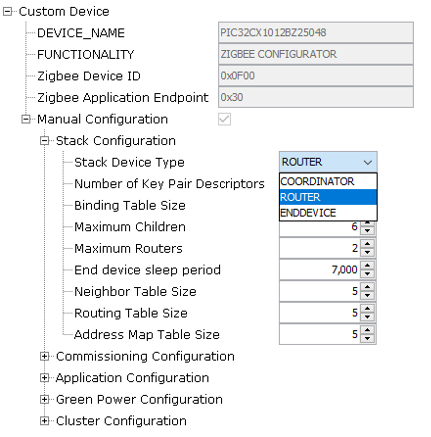 Custom Device
DEVICE_NAME PIC32CX1012BZ25048
FUNCTIONALITY ZIGBEE CONFIGURATOR
Zigbee Device ID 0x0F00
Zigbee Application Endpoint 0x30
Manual Configuration
Stack Configuration
Stack Device Type ROUTER
Number of Key Pair Descriptors COORDINATOR
ROUTER
Binding Table Size
ENDDEVICE
Maximum Children 6
Maximum Routers 2
End device sleep period 7,000
Neighbor Table Size 5
Routing Table Size 5
Address Map Table Size 5
Commissioning Configuration
Application Configuration
Green Power Configuration
Cluster Configuration